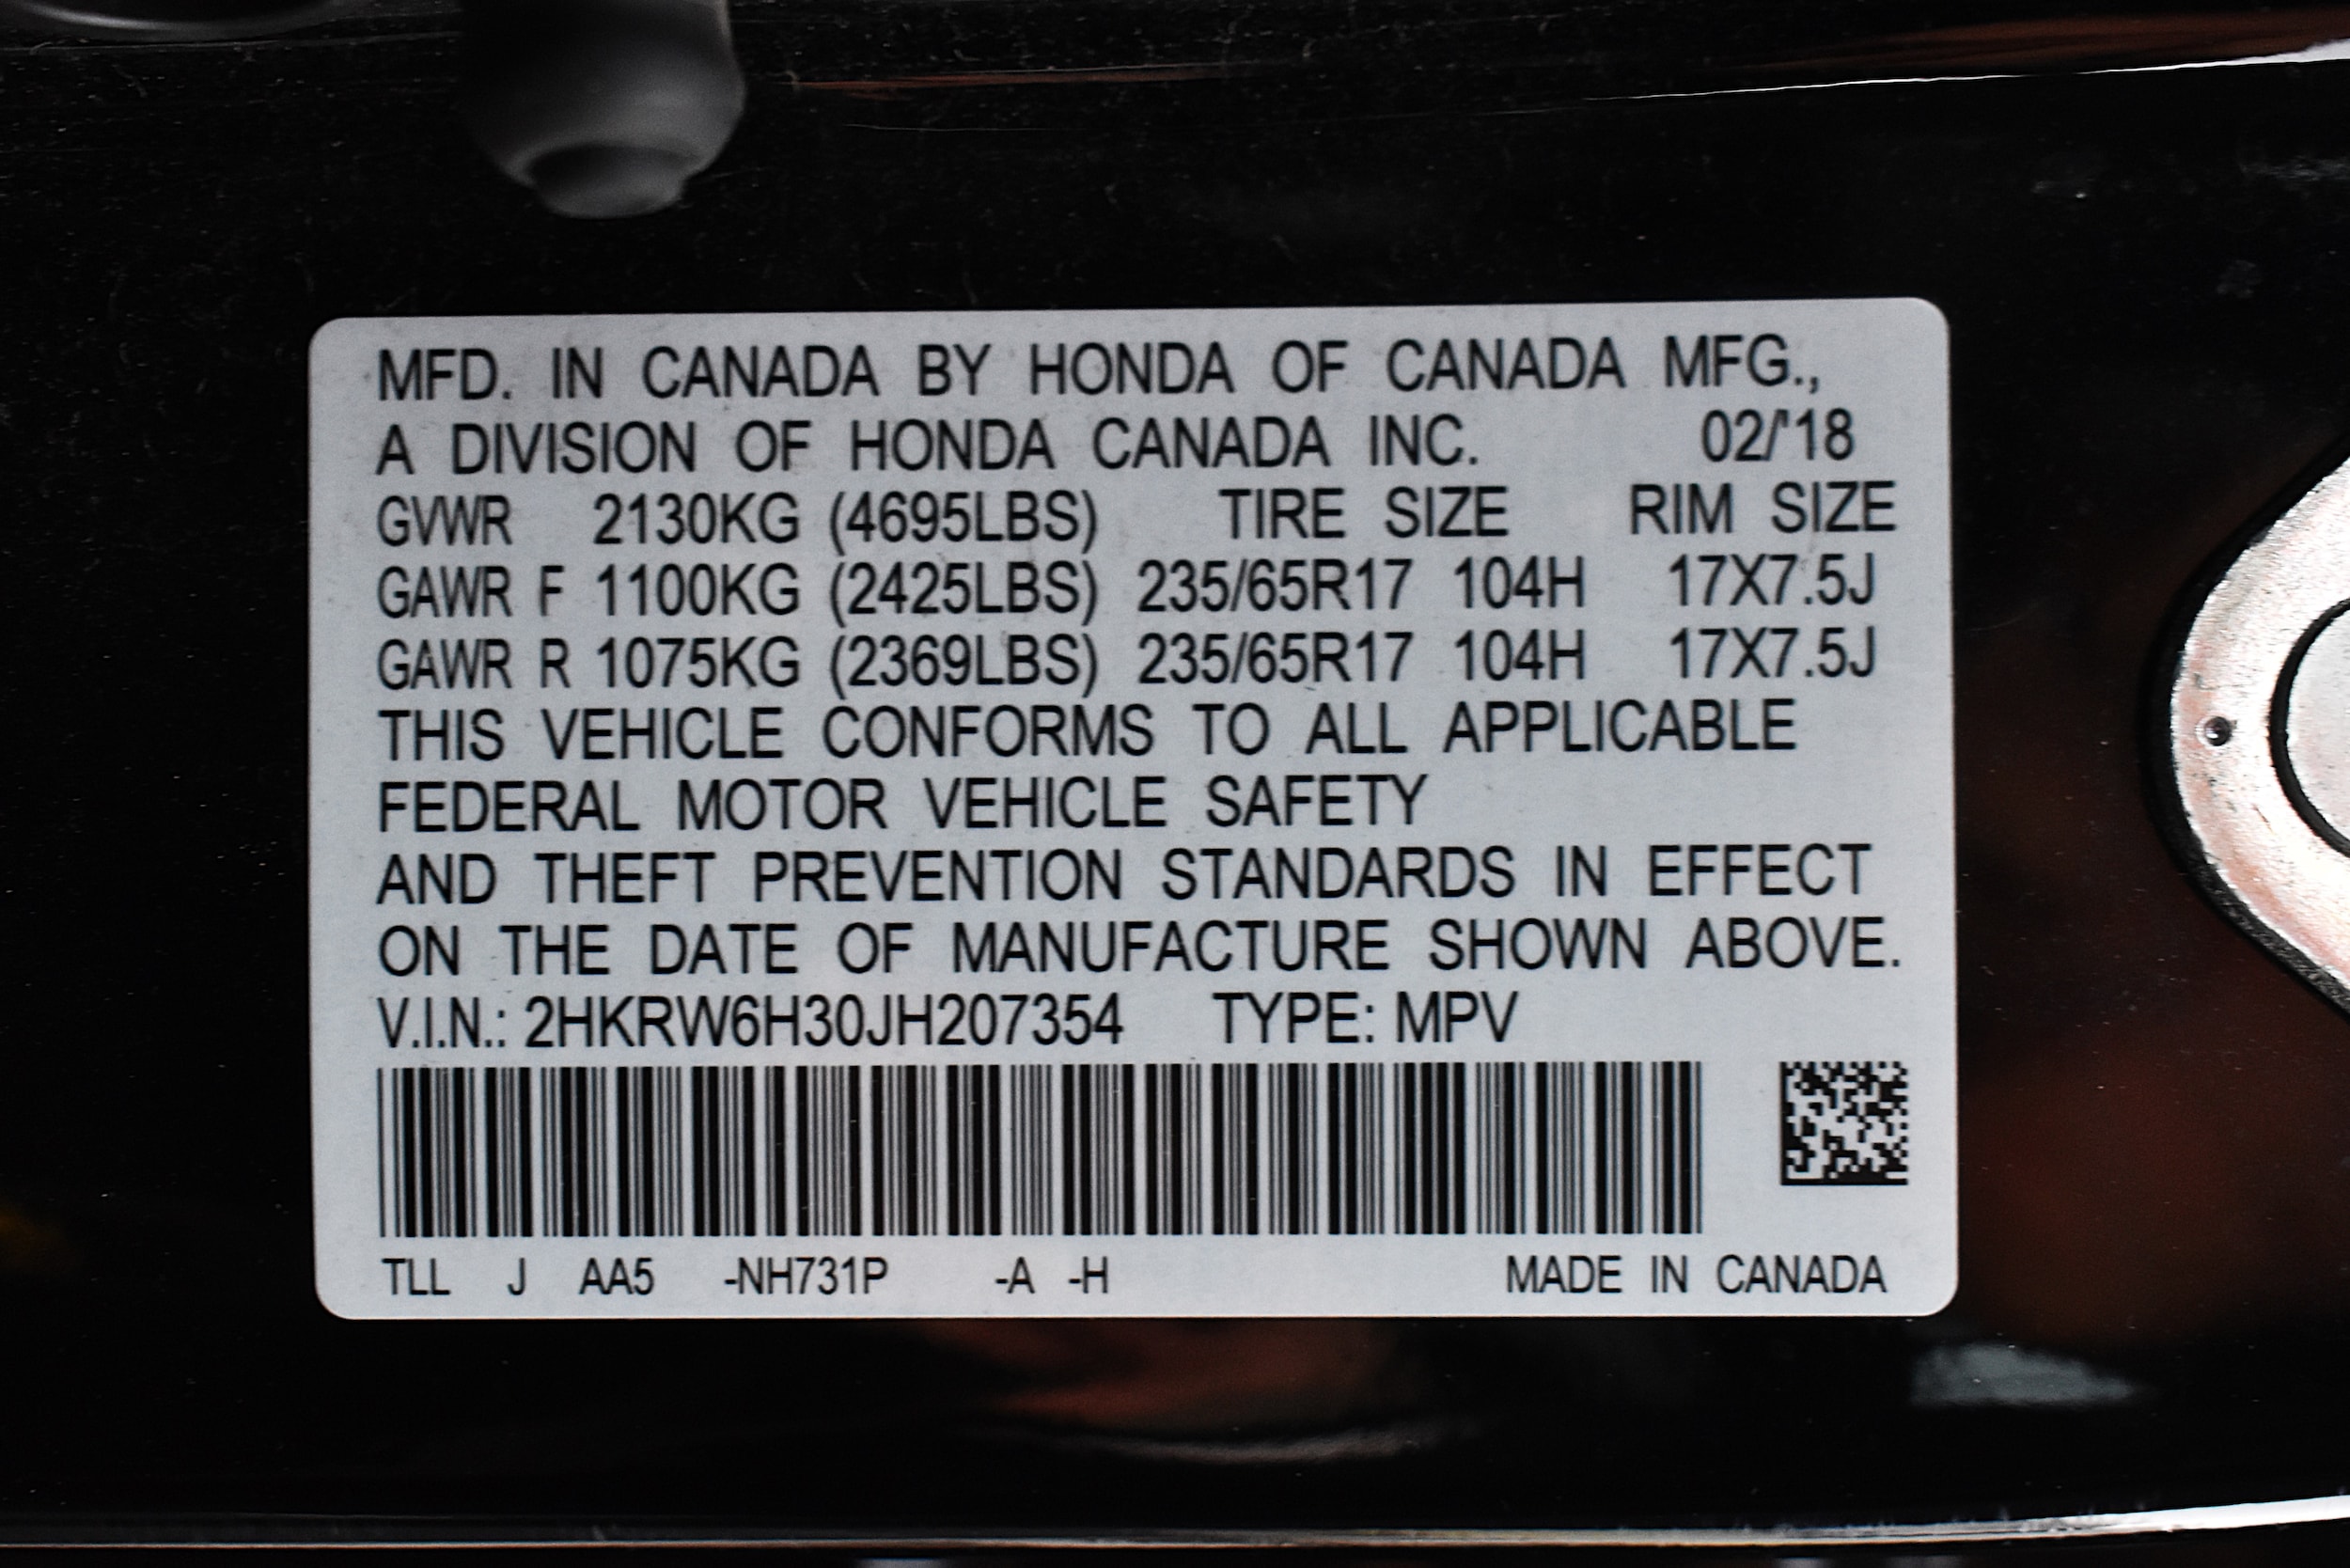 MFD. IN CANADA BY HONDA OF CANADA MFG.,
A DIVISION OF HONDA CANADA INC. 02/'18
GVWR 2130KG (4695LBS) TIRE SIZE RIM SIZE
GAWR F 1100KG (2425LBS) 235/65R17 104H 17X7.5J
GAWR R 1075KG (2369LBS) 235/65R17 104H 17X7.5J
THIS VEHICLE CONFORMS TO ALL APPLICABLE
FEDERAL MOTOR VEHICLE SAFETY
AND THEFT PREVENTION STANDARDS IN EFFECT
ON THE DATE OF MANUFACTURE SHOWN ABOVE.
V.I.N.: 2HKRW6H30JH207354 TYPE: MPV
TLL J AA5 -NH731P -A -H MADE IN CANADA